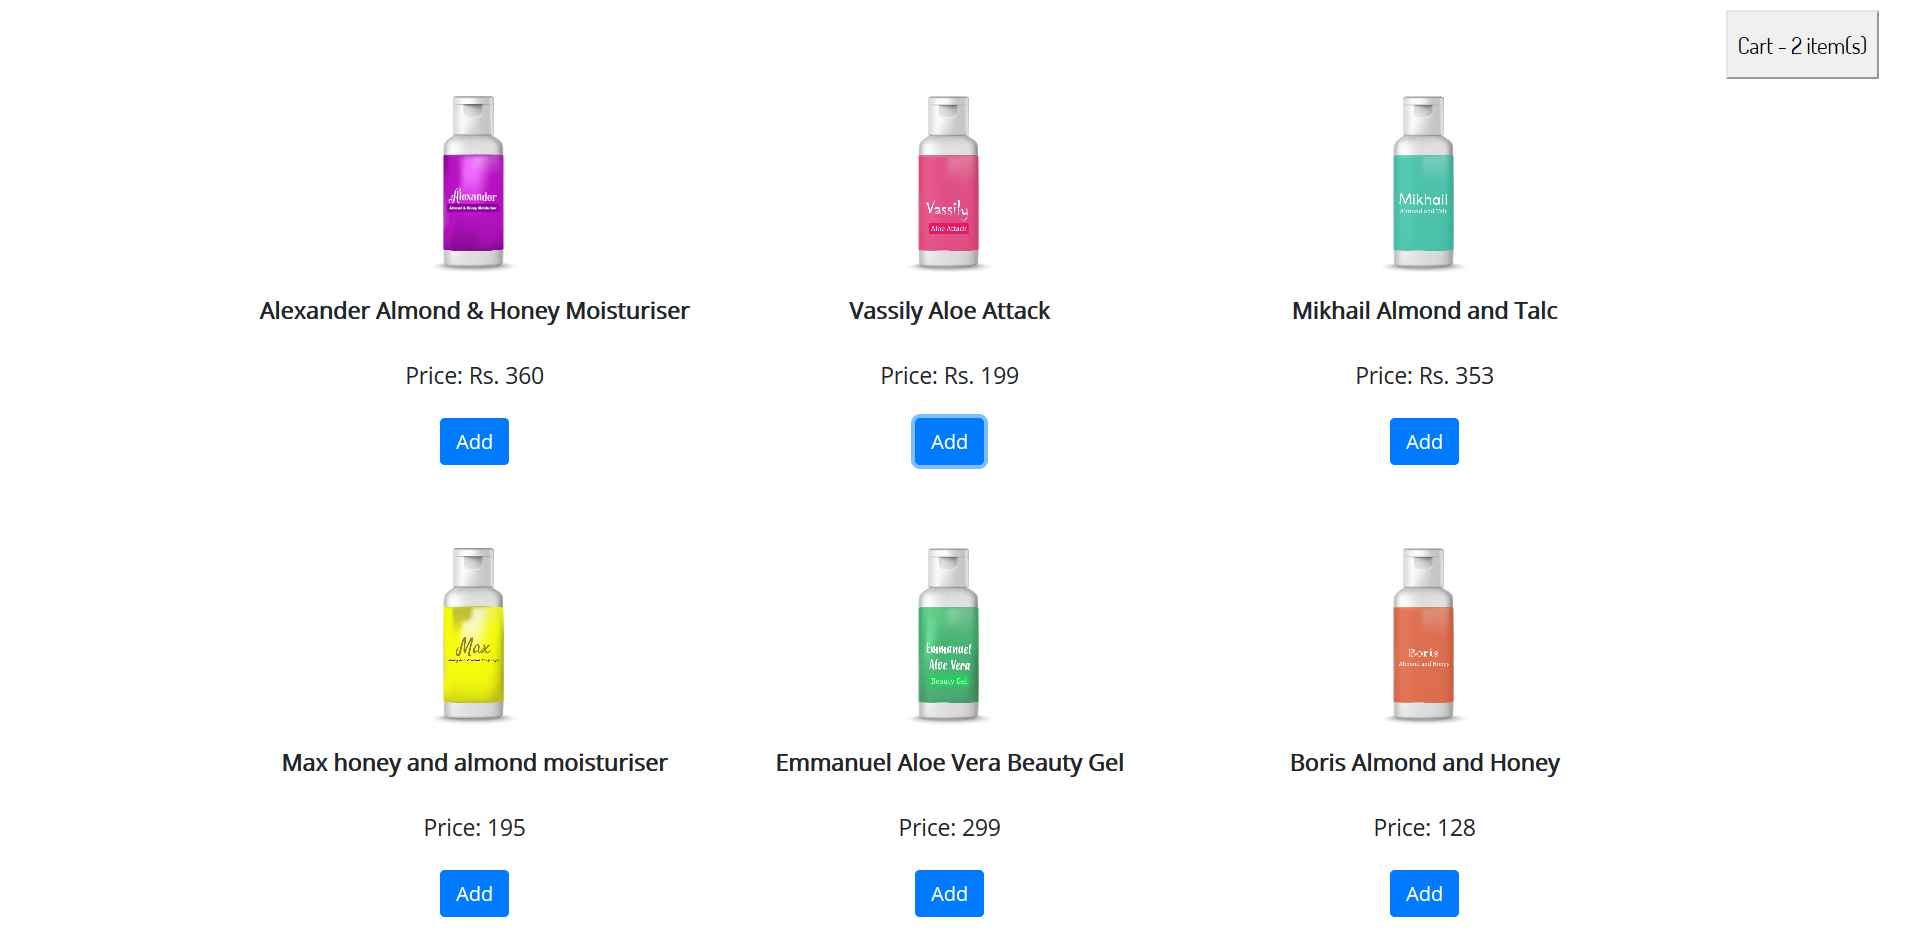 Cart - 2 item(s)
Alexander
Almond & Honey Moisturiser
Vassily
Aloe Attack
Mikhail
Almond and Talc
Alexander Almond & Honey Moisturiser
Vassily Aloe Attack
Mikhail Almond and Talc
Price: Rs. 360
Price: Rs. 199
Price: Rs. 353
Add
Add
Add
Max
Emmanuel
Aloe Vera
Beauty Gel
Boris
Almond and Honey
Max honey and almond moisturiser
Emmanuel Aloe Vera Beauty Gel
Boris Almond and Honey
Price: 195
Price: 299
Price: 128
Add
Add
Add